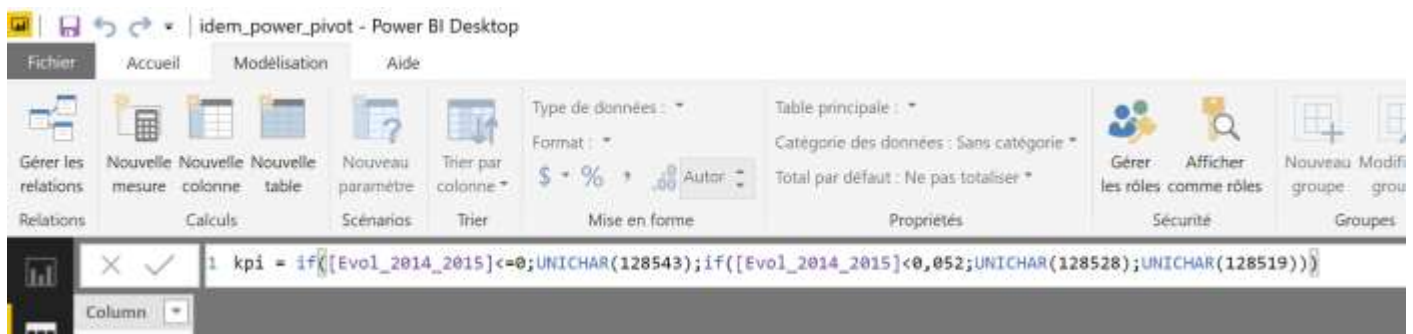 idem_power_pivot - Power BI Desktop
Fichier Accueil Modélisation Aide
Gérer les relations
Nouvelle mesure
Nouvelle colonne
Nouvelle table
Nouveau paramètre
Trier par colonne
Type de données :
Format :
$ % , Autor
Table principale :
Catégorie des données : Sans catégorie
Total par défaut : Ne pas totaliser
Gérer les rôles
Afficher comme rôles
Nouveau groupe
Relations Calculs Scénarios Trier Mise en forme Propriétés Sécurité Groupes
1 kpi = if([Evol_2014_2015]<=0;UNICHAR(128543);if([Evol_2014_2015]<0,052;UNICHAR(128528);UNICHAR(128519)))
Column